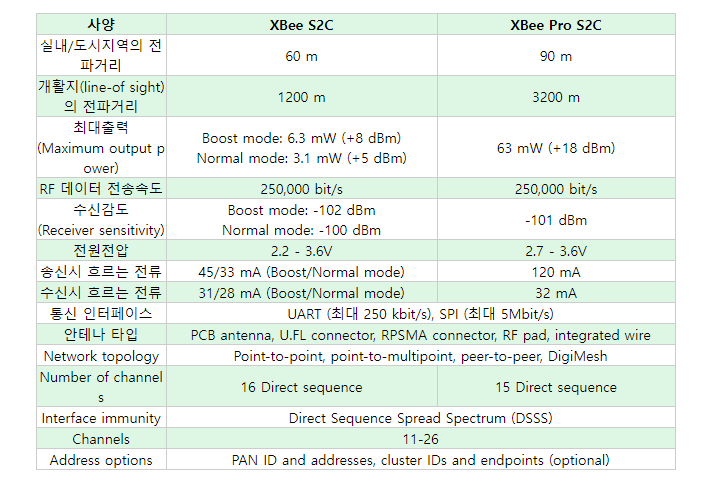 사양 XBee S2C XBee Pro S2C
실내/도시지역의 전
파거리 60 m 90 m
개활지(line-of sight)
의 전파거리 1200 m 3200 m
최대출력
(Maximum output p
ower) Boost mode: 6.3 mW (+8 dBm)
Normal mode: 3.1 mW (+5 dBm) 63 mW (+18 dBm)
RF 데이터 전송속도 250,000 bit/s 250,000 bit/s
수신감도
(Receiver sensitivity) Boost mode: -102 dBm
Normal mode: -100 dBm -101 dBm
전원전압 2.2 - 3.6V 2.7 - 3.6V
송신시 흐르는 전류 45/33 mA (Boost/Normal mode) 120 mA
수신시 흐르는 전류 31/28 mA (Boost/Normal mode) 32 mA
통신 인터페이스 UART (최대 250 kbit/s), SPI (최대 5Mbit/s)
안테나 타입 PCB antenna, U.FL connector, RPSMA connector, RF pad, integrated wire
Network topology Point-to-point, point-to-multipoint, peer-to-peer, DigiMesh
Number of channel
s 16 Direct sequence 15 Direct sequence
Interface immunity Direct Sequence Spread Spectrum (DSSS)
Channels 11-26
Address options PAN ID and addresses, cluster IDs and endpoints (optional)